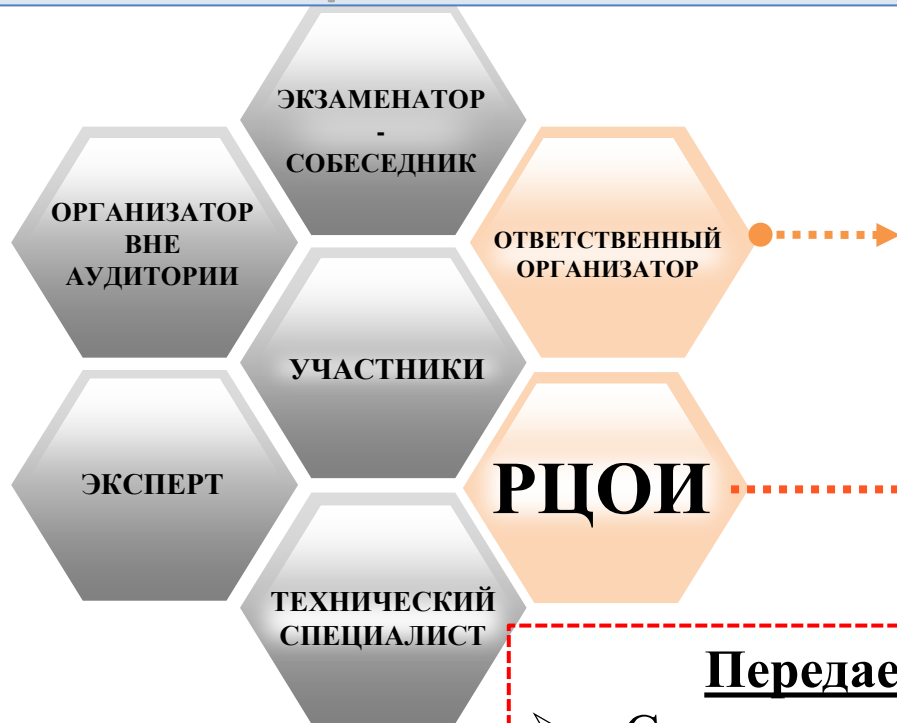 ЭКЗАМЕНАТОР
-
СОБЕСЕДНИК
ОРГАНИЗАТОР
ВНЕ
АУДИТОРИИ
ОТВЕТСТВЕННЫЙ
ОРГАНИЗАТОР
УЧАСТНИКИ
ЭКСПЕРТ
РЦОИ
ТЕХНИЧЕСКИЙ
СПЕЦИАЛИСТ
Передае